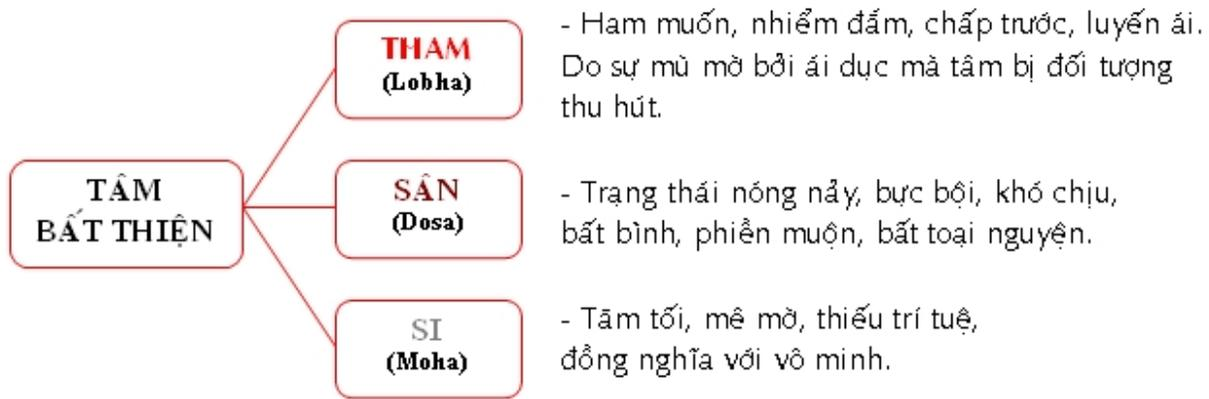 TÂM
BẤT THIỆN
THAM
(Lobha)
- Ham muốn, nhiễm đắm, chấp trước, luyến ái.
Do sự mù mờ bởi ái dục mà tâm bị đối tượng
thu hút.
SÂN
(Dosa)
- Trạng thái nóng nảy, bực bội, khó chịu,
bất bình, phiền muộn, bất toại nguyện.
SI
(Moha)
- Tăm tối, mê mờ, thiếu trí tuệ,
đồng nghĩa với vô minh.